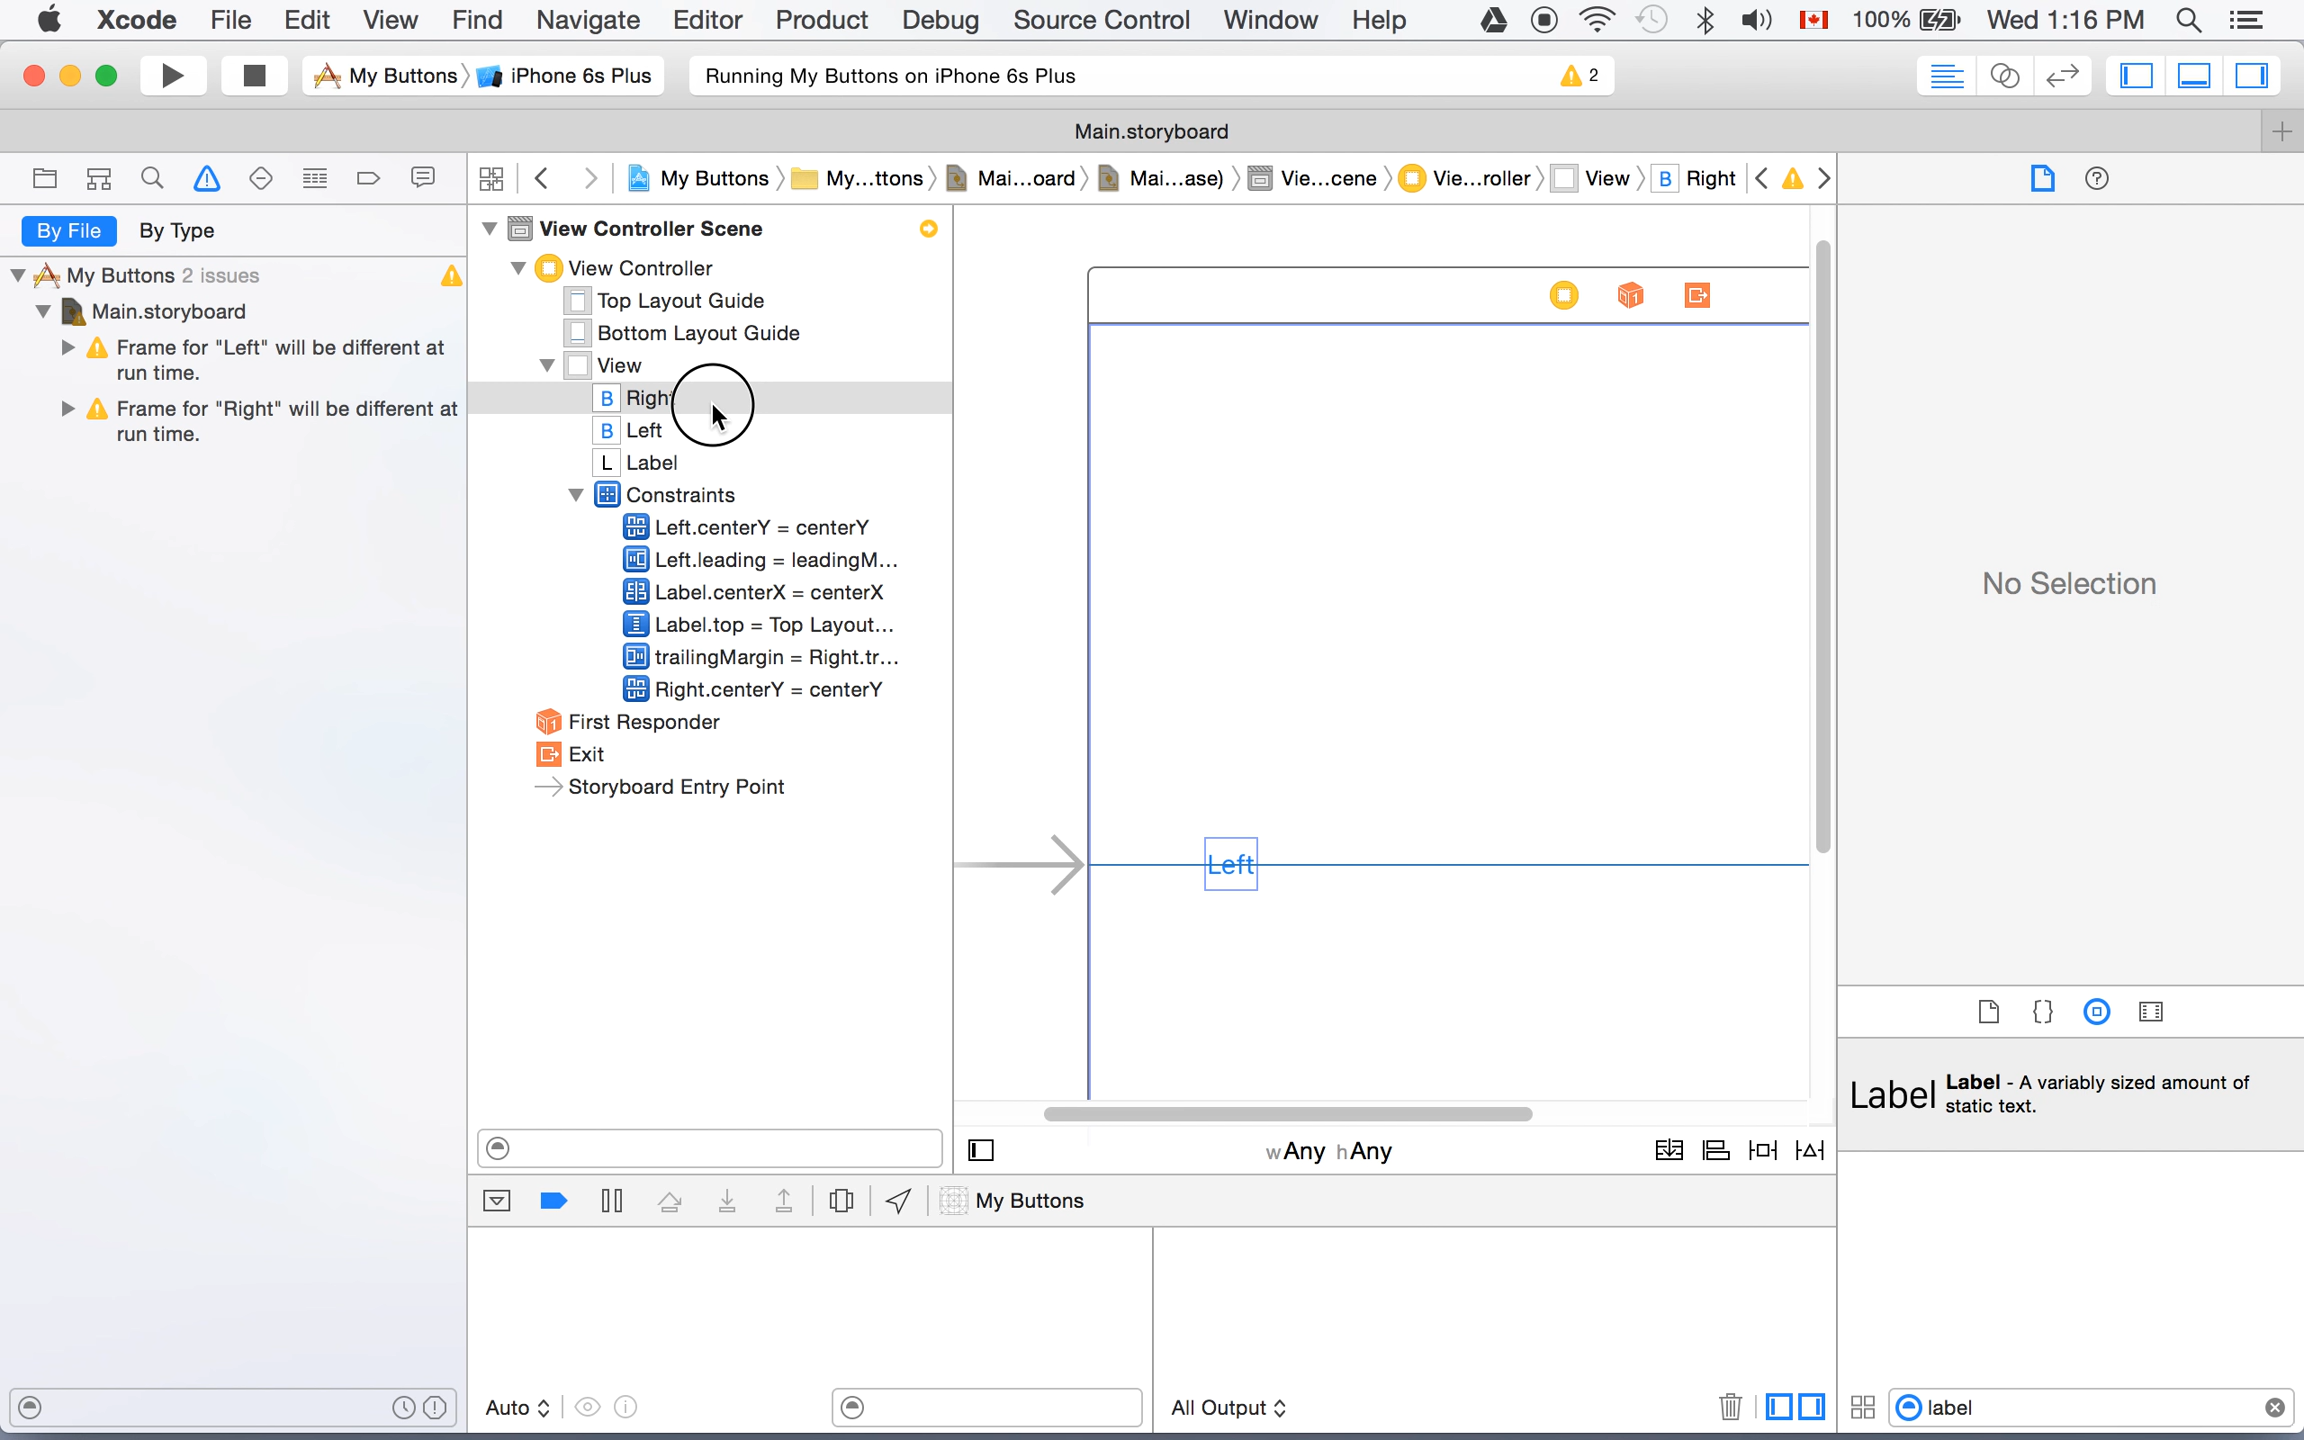 Xcode File Edit View Find Navigate Editor Product Debug Source Control Window Help 100% Wed 1:16 PM
My Buttons iPhone 6s Plus Running My Buttons on iPhone 6s Plus 2
Main.storyboard
My Buttons My...ttons Mai...oard Mai...ase) Vie...cene Vie...roller View B Right
By File By Type
My Buttons 2 issues
Main.storyboard
Frame for "Left" will be different at
run time.
Frame for "Right" will be different at
run time.
View Controller Scene
View Controller
Top Layout Guide
Bottom Layout Guide
View
B Right
B Left
L Label
Constraints
Left.centerY = centerY
Left.leading = leadingM...
Label.centerX = centerX
Label.top = Top Layout...
trailingMargin = Right.tr...
Right.centerY = centerY
First Responder
Exit
Storyboard Entry Point
Left
wAny hAny
My Buttons
Auto
All Output
No Selection
Label Label - A variably sized amount of
static text.
label